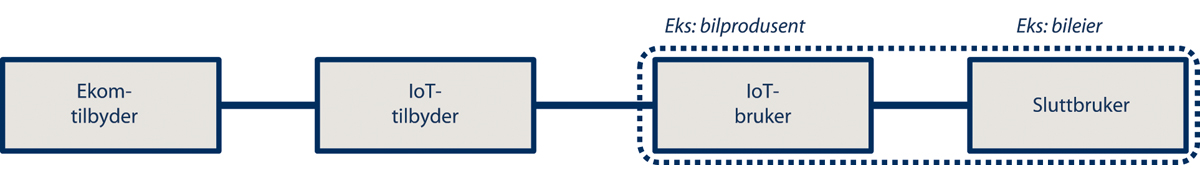 Eks: bilprodusent
Eks: bileier
Ekom-
tilbyder
IoT-
tilbyder
IoT-
bruker
Sluttbruker